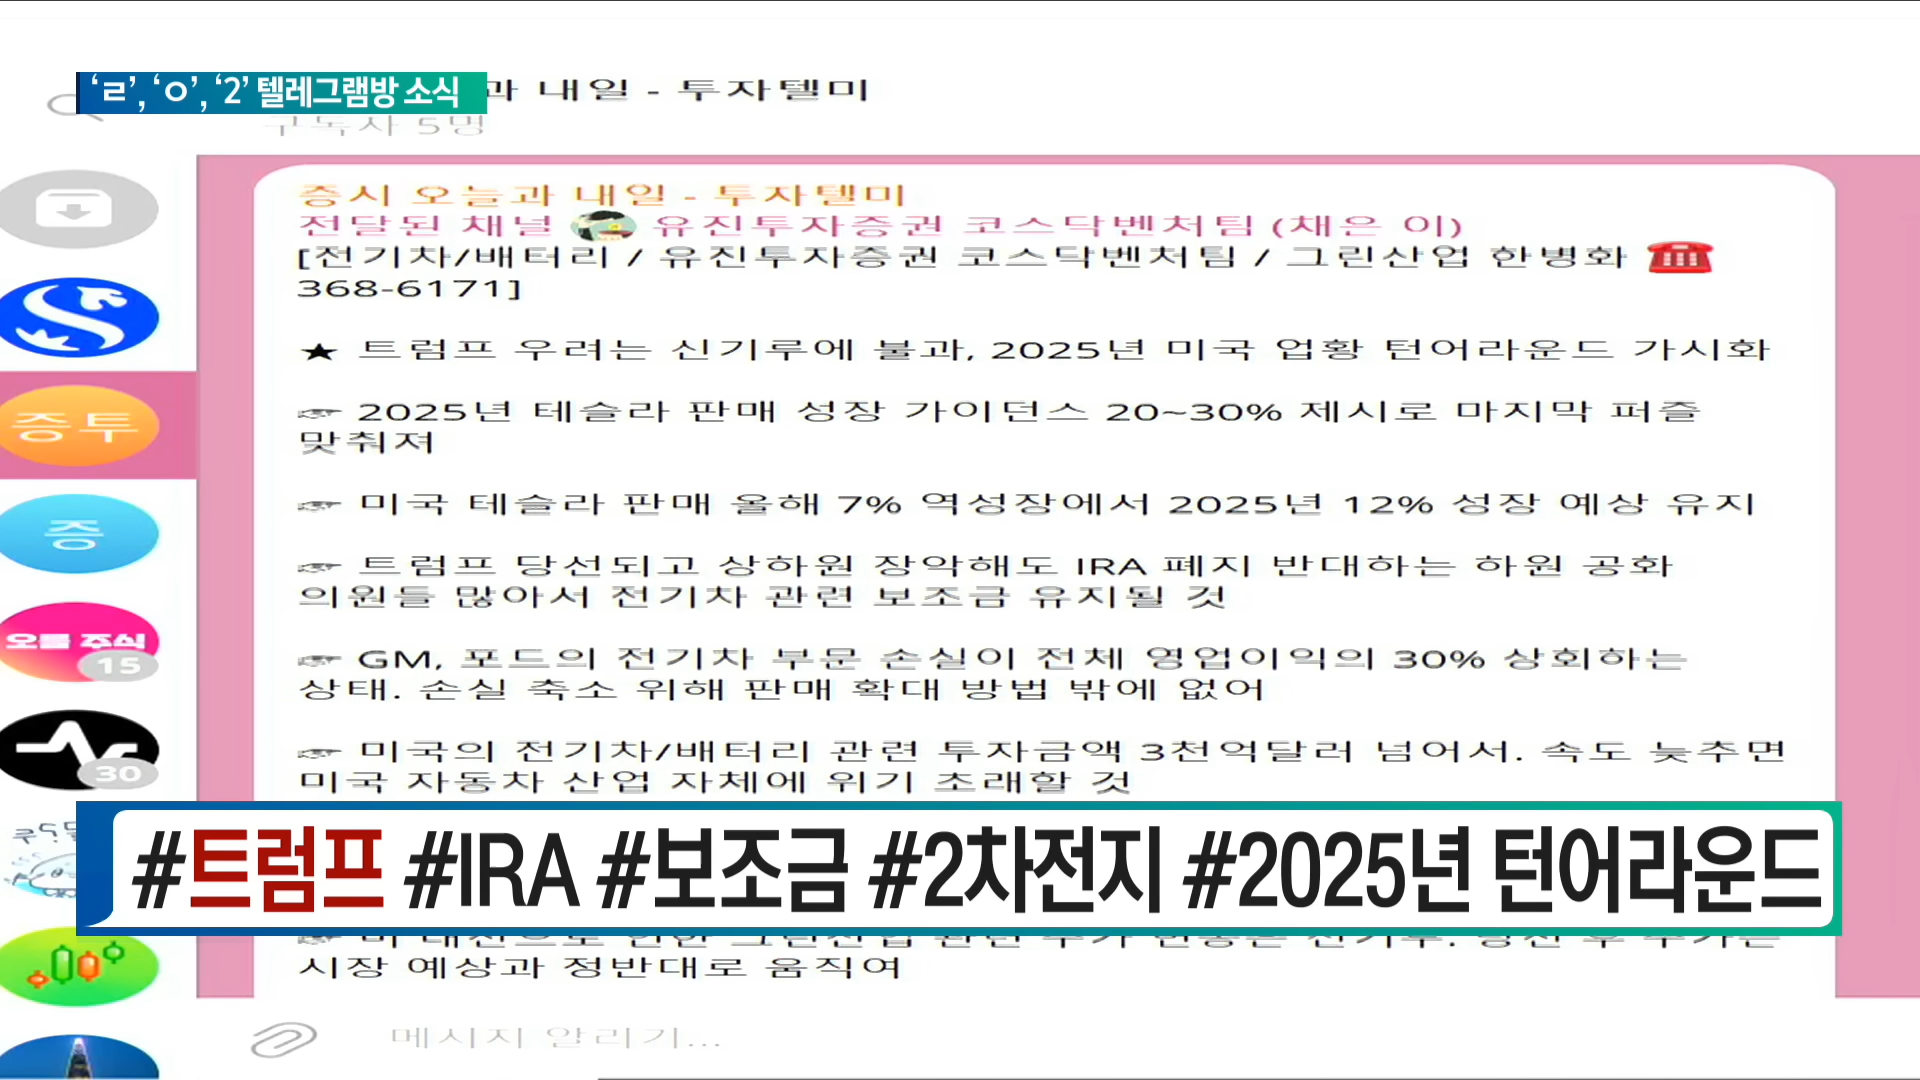 ‘ㄹ’, ‘ㅇ’, ‘2’ 텔레그램방 소식
과 내일 - 투자텔미
구독자 5명
증시 오늘과 내일 - 투자텔미
전달된 채널 유진투자증권 코스닥벤처팀 (채은 이)
[전기차/배터리 / 유진투자증권 코스닥벤처팀 / 그린산업 한병화 ☎
368-6171]
★ 트럼프 우려는 신기루에 불과, 2025년 미국 업황 턴어라운드 가시화
☞ 2025년 테슬라 판매 성장 가이던스 20~30% 제시로 마지막 퍼즐
맞춰져
☞ 미국 테슬라 판매 올해 7% 역성장에서 2025년 12% 성장 예상 유지
☞ 트럼프 당선되고 상하원 장악해도 IRA 폐지 반대하는 하원 공화
의원들 많아서 전기차 관련 보조금 유지될 것
☞ GM, 포드의 전기차 부문 손실이 전체 영업이익의 30% 상회하는
상태. 손실 축소 위해 판매 확대 방법 밖에 없어
☞ 미국의 전기차/배터리 관련 투자금액 3천억달러 넘어서. 속도 늦추면
미국 자동차 산업 자체에 위기 초래할 것
#트럼프 #IRA #보조금 #2차전지 #2025년 턴어라운드
시장 예상과 정반대로 움직여
메시지 알리기...
증투
증
오늘 주식
15
30